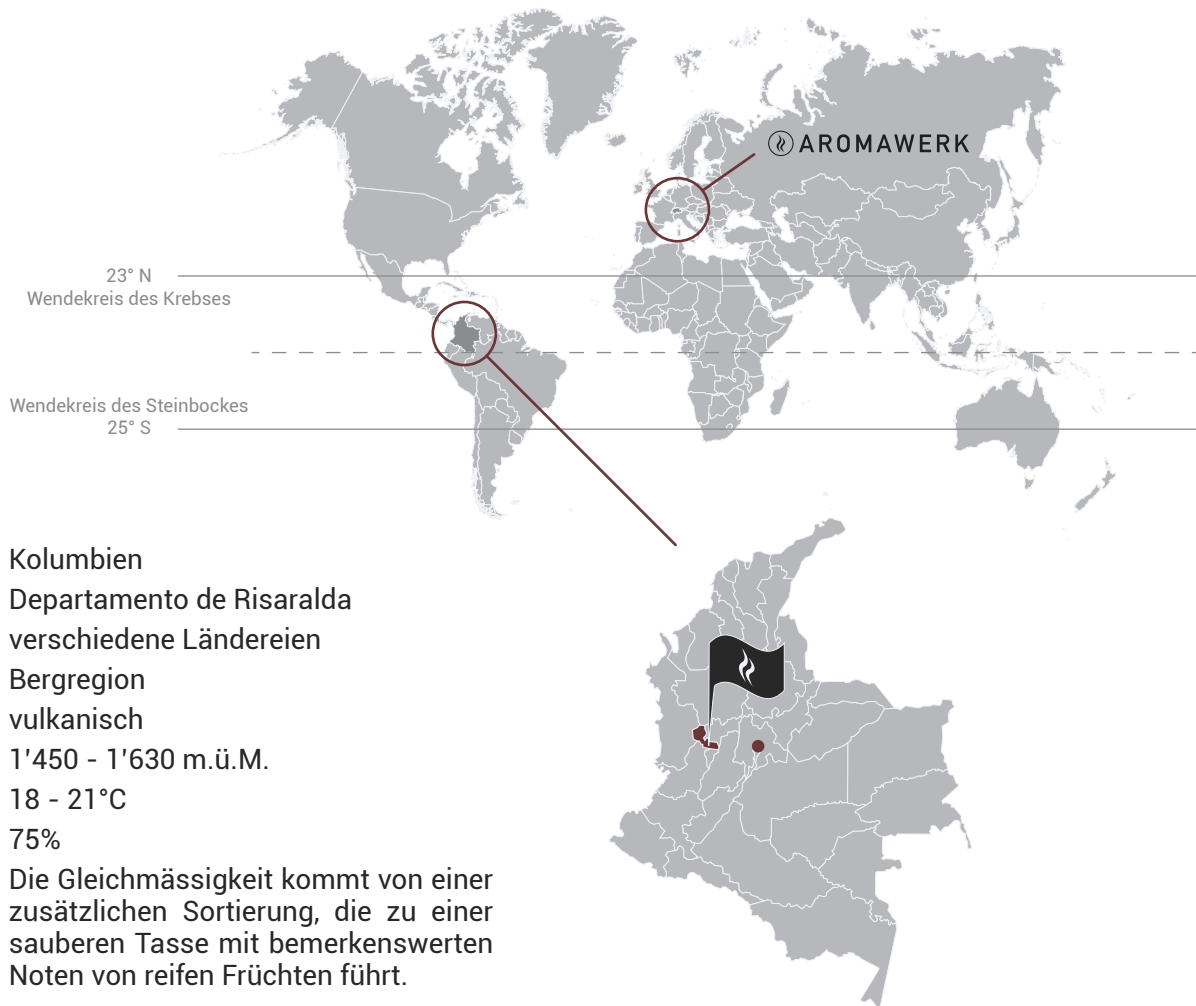 AROMAWERK
23° N
Wendekreis des Krebses
Wendekreis des Steinbockes
25° S
Kolumbien
Departamento de Risaralda
verschiedene Ländereien
Bergregion
vulkanisch
1'450 - 1'630 m.ü.M.
18 - 21°C
75%
Die Gleichmässigkeit kommt von einer
zusätzlichen Sortierung, die zu einer
sauberen Tasse mit bemerkenswerten
Noten von reifen Früchten führt.